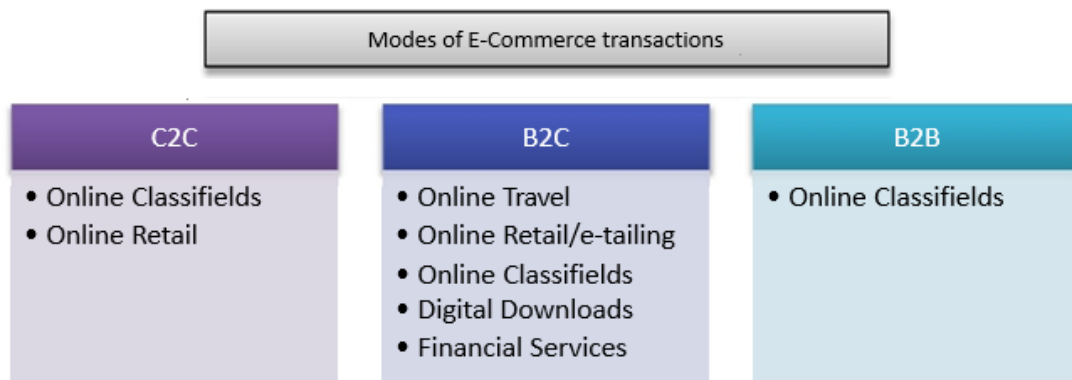 Modes of E-Commerce transactions
C2C
• Online Classifields
• Online Retail
B2C
• Online Travel
• Online Retail/e-tailing
• Online Classifields
• Digital Downloads
• Financial Services
B2B
• Online Classifields